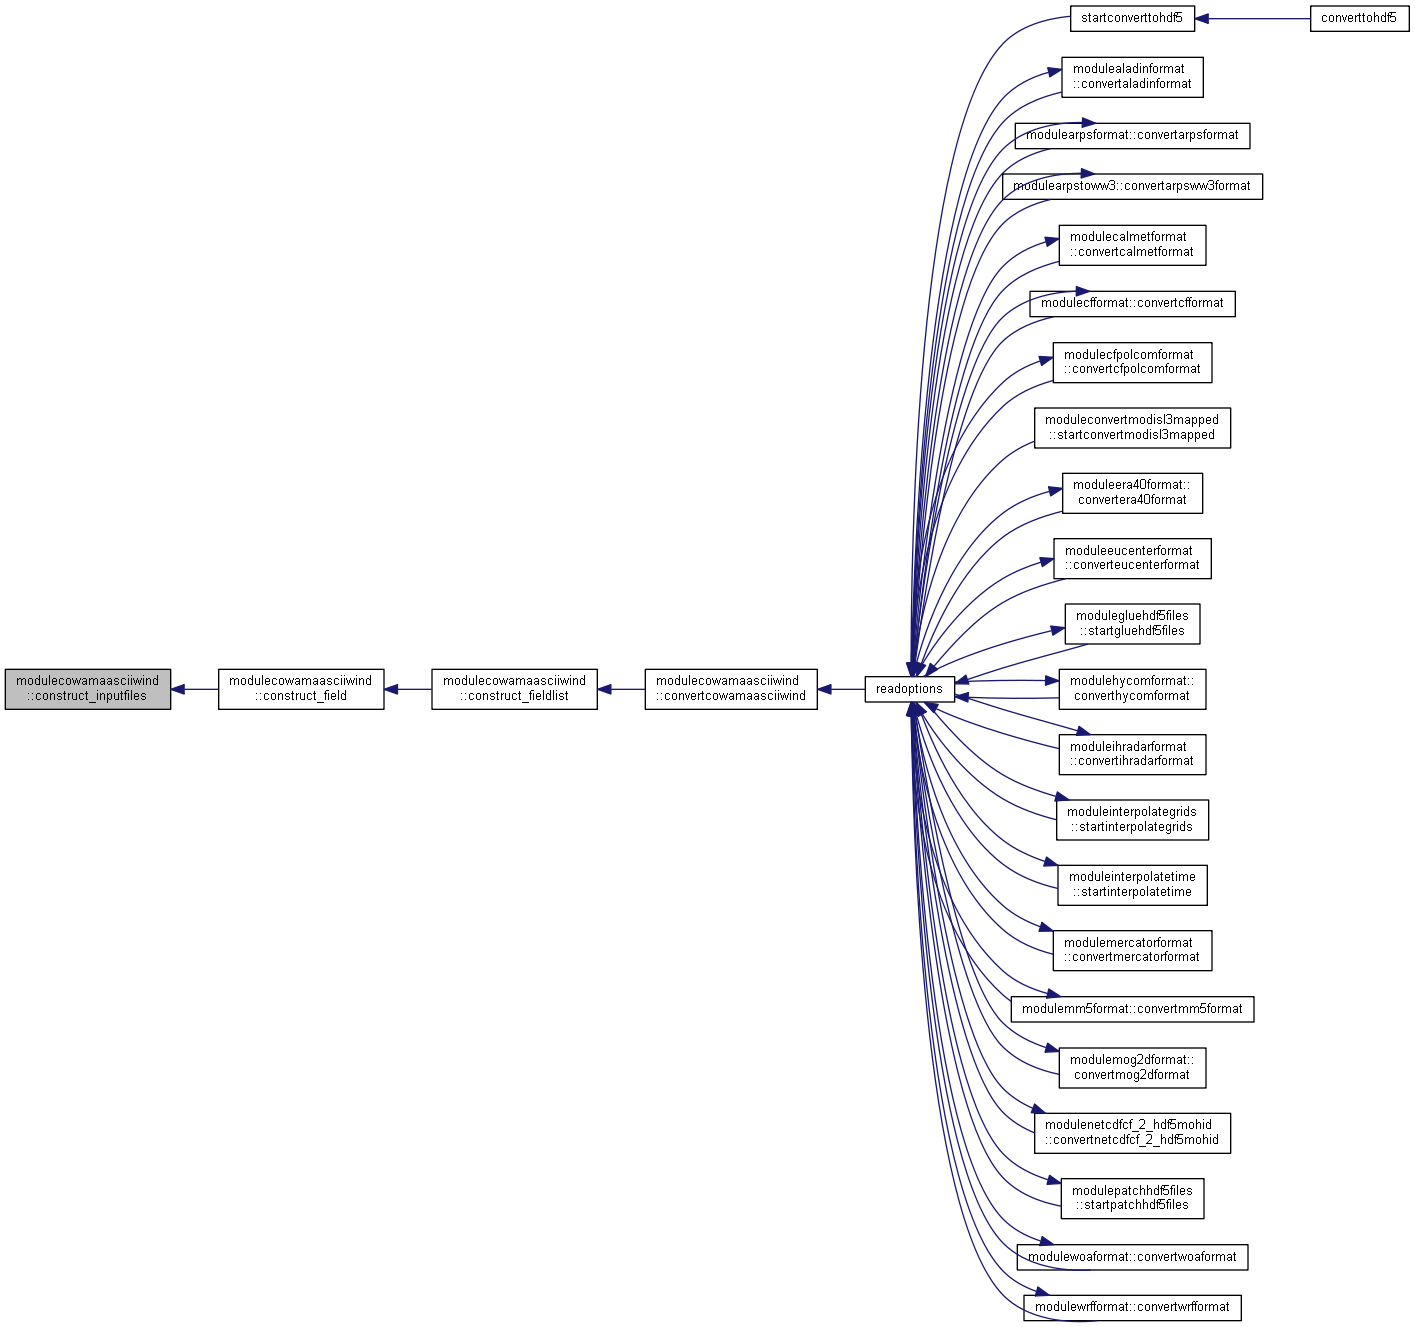 startconverttohdf5
converttohdf5
modulealadinformat
::convertaladinformat
modulearpsformat::convertarpsformat
modulearpstoww3::convertarpsww3format
modulecalmetformat
::convertcalmetformat
modulecfformat::convertcfformat
modulecfpolcomformat
::convertcfpolcomformat
moduleconvertmodisl3mapped
::startconvertmodisl3mapped
moduleera40format::
convertera40format
moduleeucenterformat
::converteucenterformat
modulegluehdf5files
::startgluehdf5files
modulecowamaasciiwind
::construct_inputfiles
modulecowamaasciiwind
::construct_field
modulecowamaasciiwind
::construct_fieldlist
modulecowamaasciiwind
::convertcowamaasciiwind
readoptions
modulehycomformat::
converthycomformat
moduleihradarformat
::convertihradarformat
moduleinterpolategrids
::startinterpolategrids
moduleinterpolatetime
::startinterpolatetime
modulemercatorformat
::convertmercatorformat
modulemm5format::convertmm5format
modulemog2dformat::
convertmog2dformat
modulenetcdfcf_2_hdf5mohid
::convertnetcdfcf_2_hdf5mohid
modulepatchhdf5files
::startpatchhdf5files
modulewoaformat::convertwoaformat
modulewrfformat::convertwrfformat